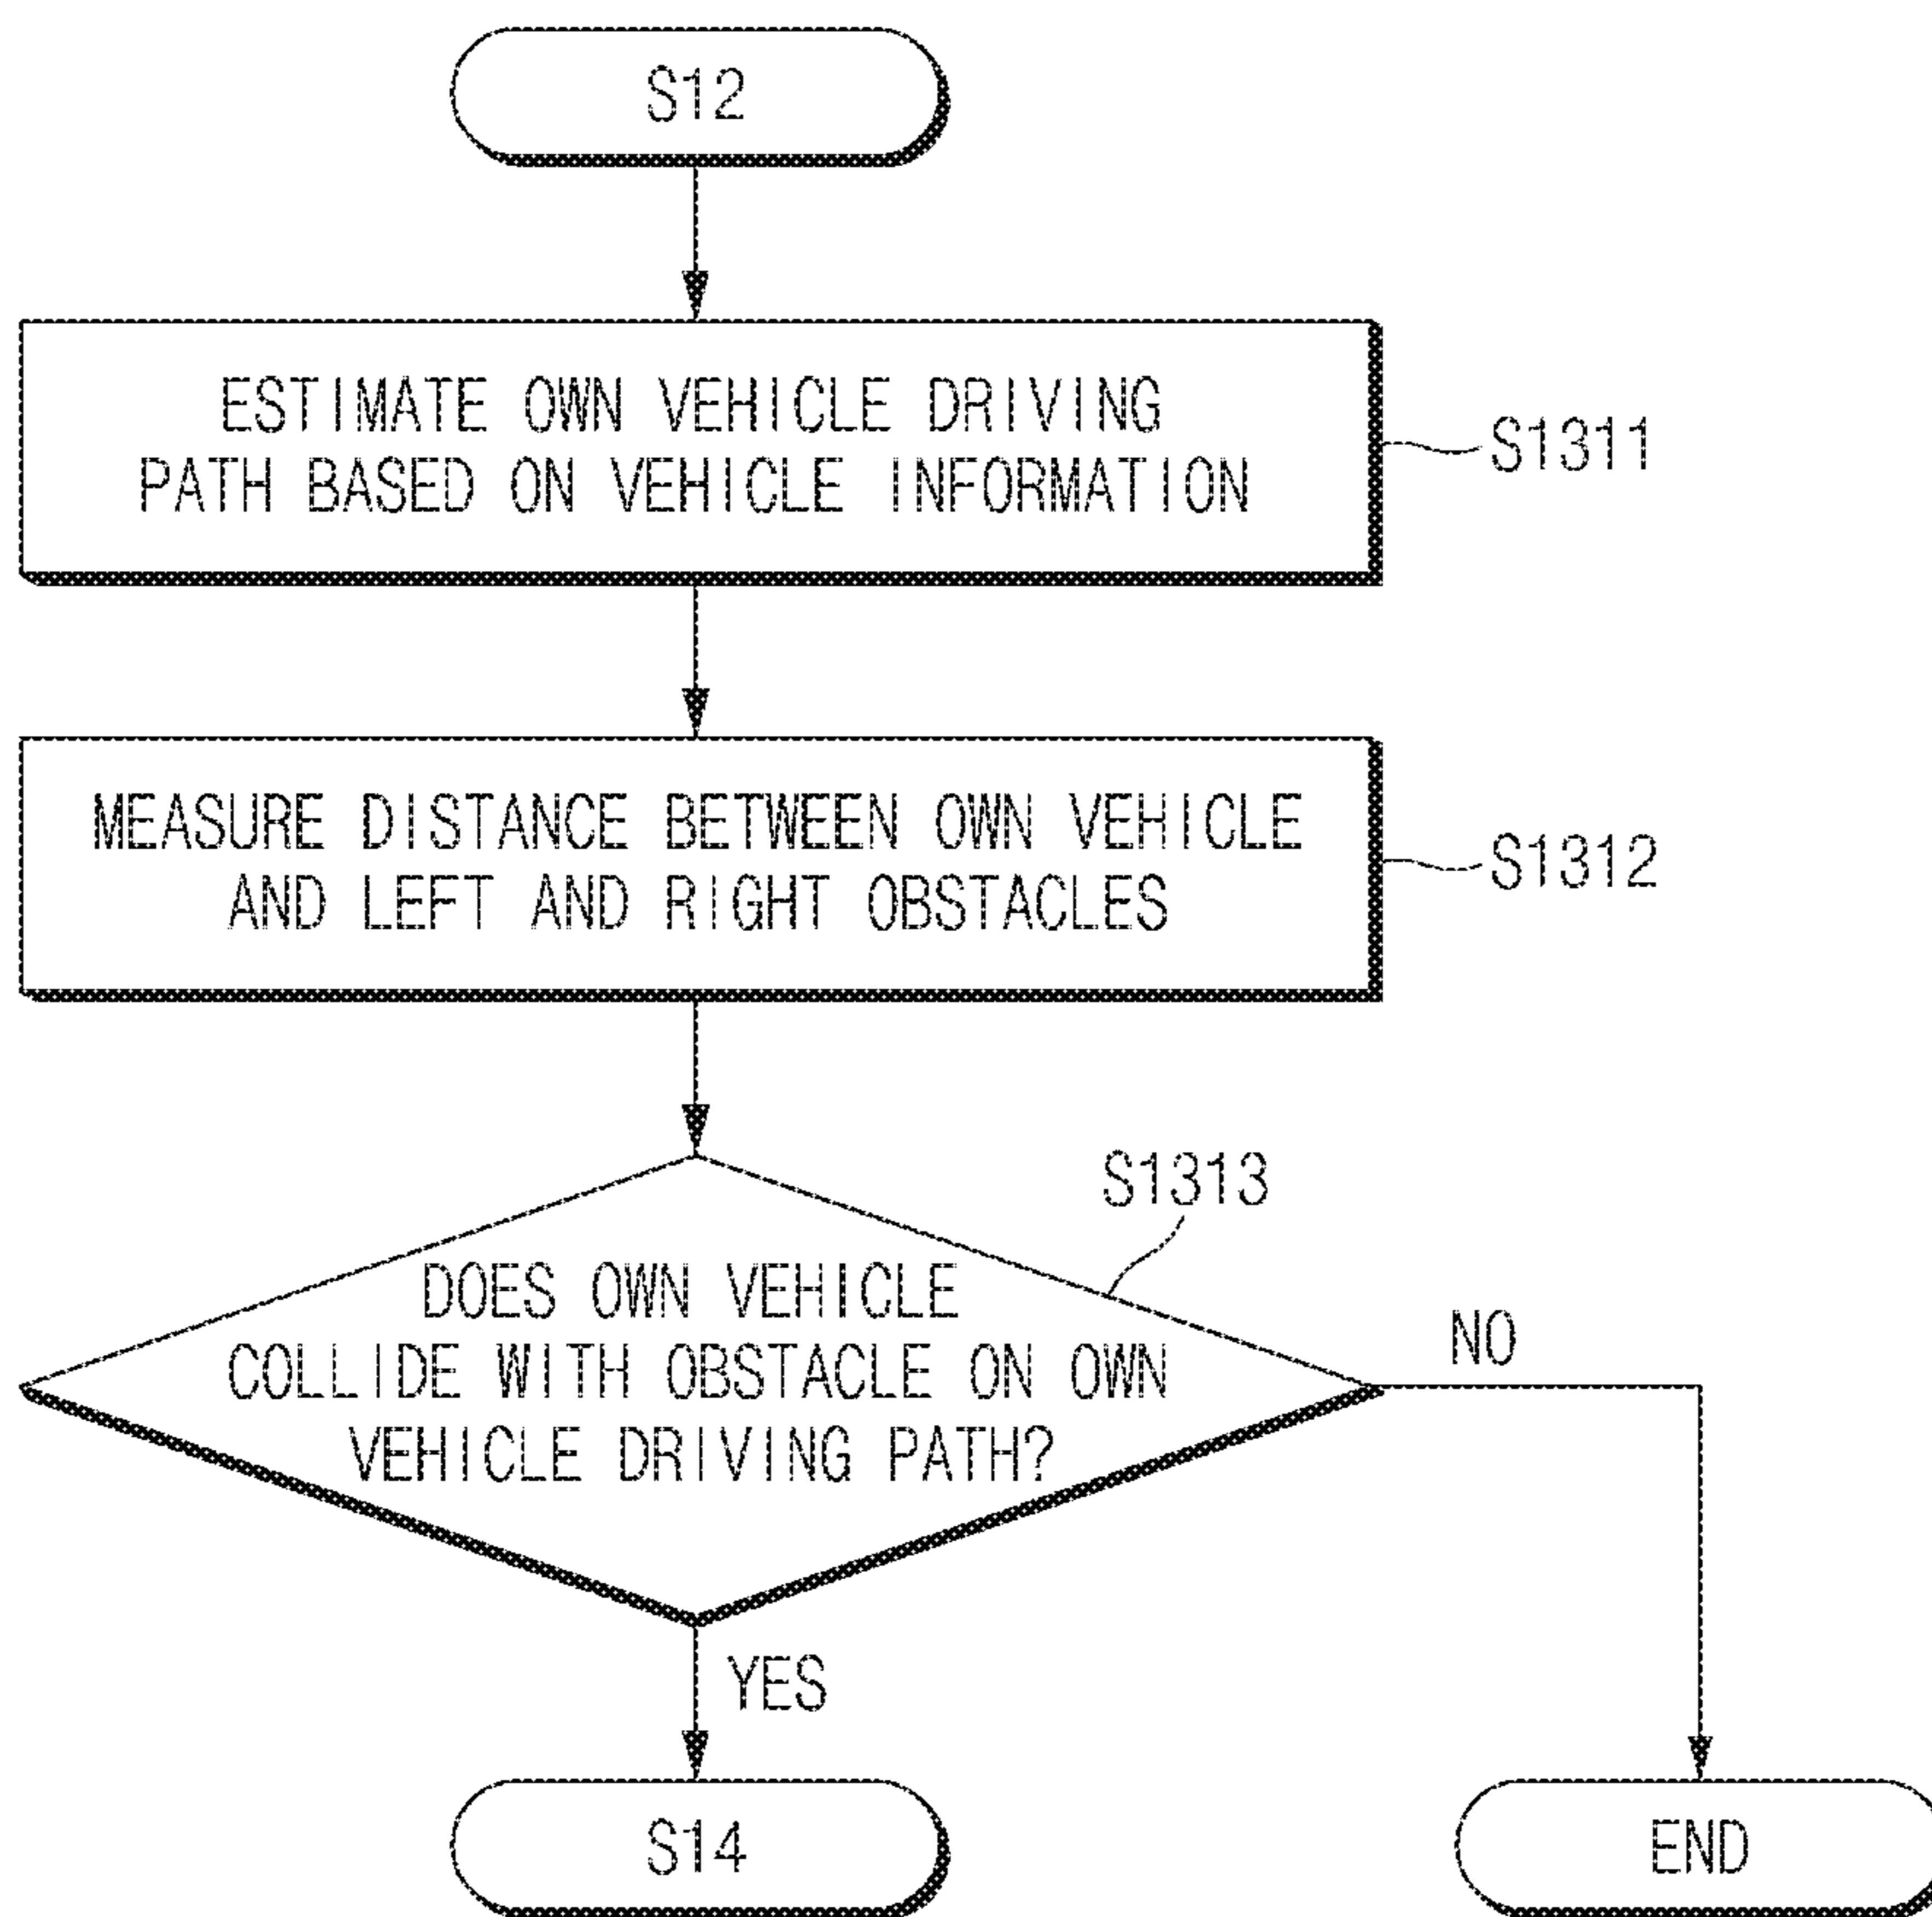 S12
ESTIMATE OWN VEHICLE DRIVING
PATH BASED ON VEHICLE INFORMATION
S1311
MEASURE DISTANCE BETWEEN OWN VEHICLE
AND LEFT AND RIGHT OBSTACLES
S1312
S1313
DOES OWN VEHICLE
COLLIDE WITH OBSTACLE ON OWN
VEHICLE DRIVING PATH?
NO
YES
S14
END